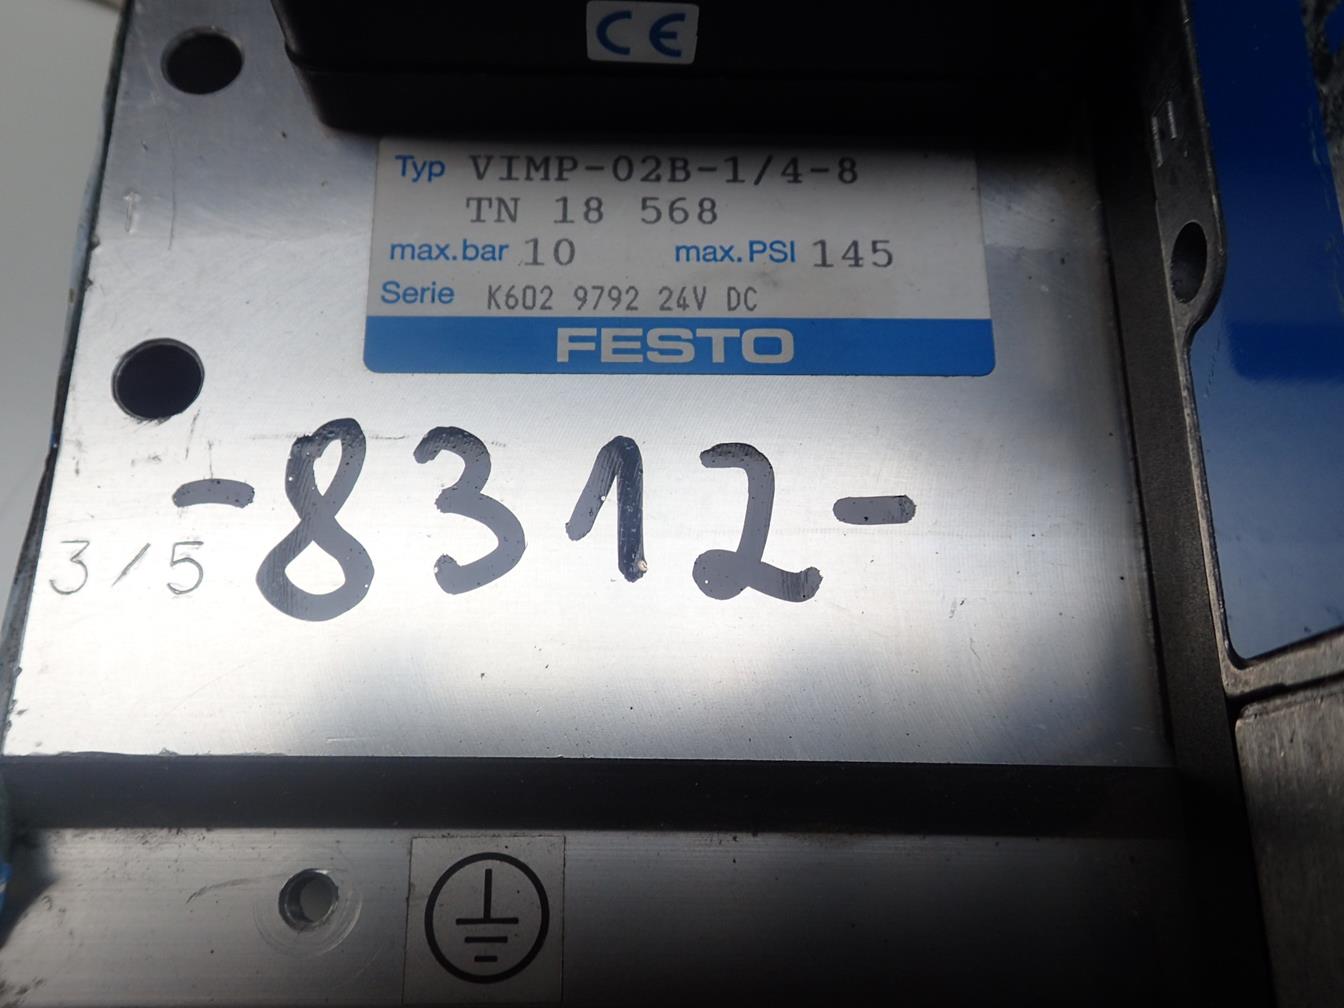 CE
Typ VIMP-02B-1/4-8
TN 18 568
max.bar 10 max.PSI 145
Serie K602 9792 24V DC
FESTO
-8312-
3/5